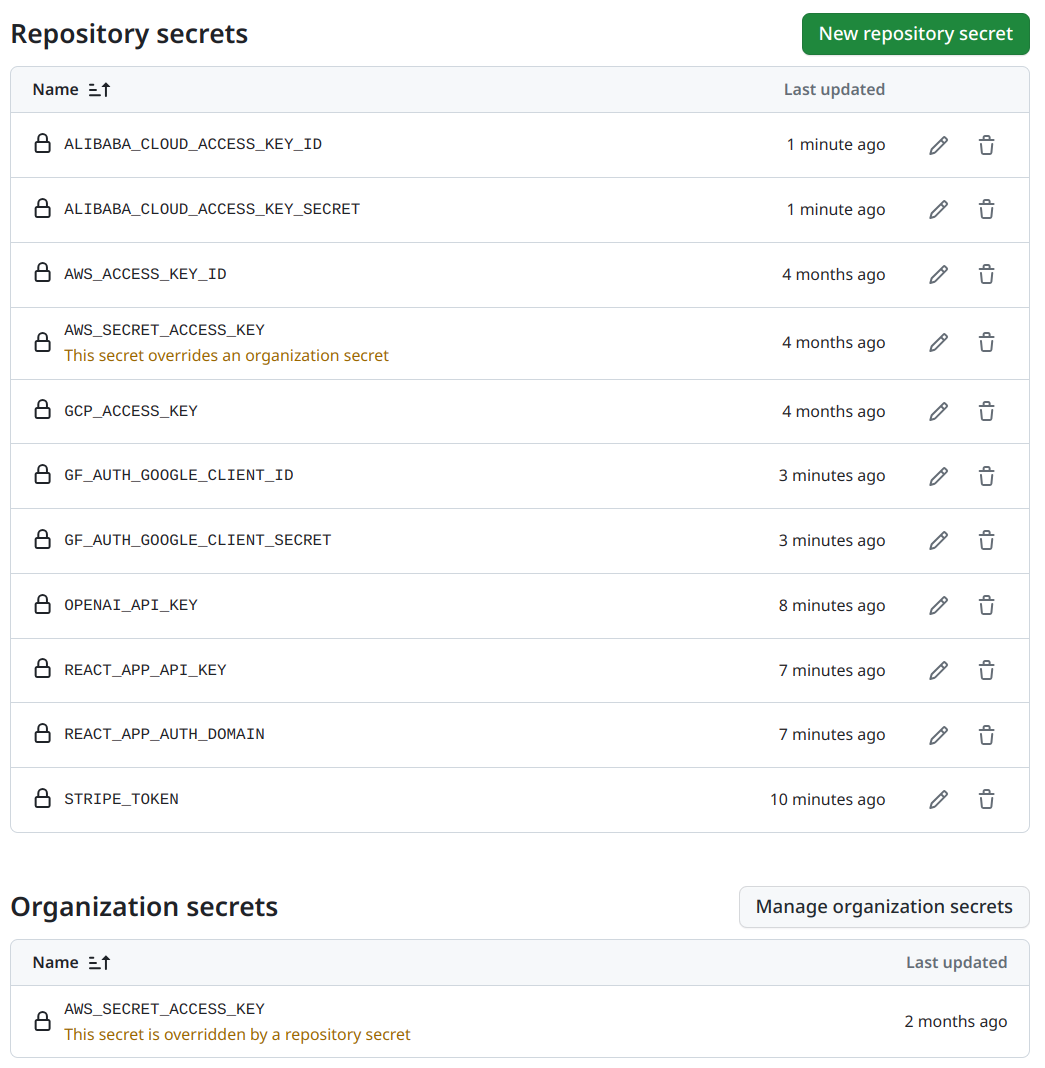 Repository secrets
New repository secret
Name
Last updated
ALIBABA_CLOUD_ACCESS_KEY_ID
1 minute ago
ALIBABA_CLOUD_ACCESS_KEY_SECRET
1 minute ago
AWS_ACCESS_KEY_ID
4 months ago
AWS_SECRET_ACCESS_KEY
This secret overrides an organization secret
4 months ago
GCP_ACCESS_KEY
4 months ago
GF_AUTH_GOOGLE_CLIENT_ID
3 minutes ago
GF_AUTH_GOOGLE_CLIENT_SECRET
3 minutes ago
OPENAI_API_KEY
8 minutes ago
REACT_APP_API_KEY
7 minutes ago
REACT_APP_AUTH_DOMAIN
7 minutes ago
STRIPE_TOKEN
10 minutes ago
Organization secrets
Manage organization secrets
Name
Last updated
AWS_SECRET_ACCESS_KEY
This secret is overridden by a repository secret
2 months ago